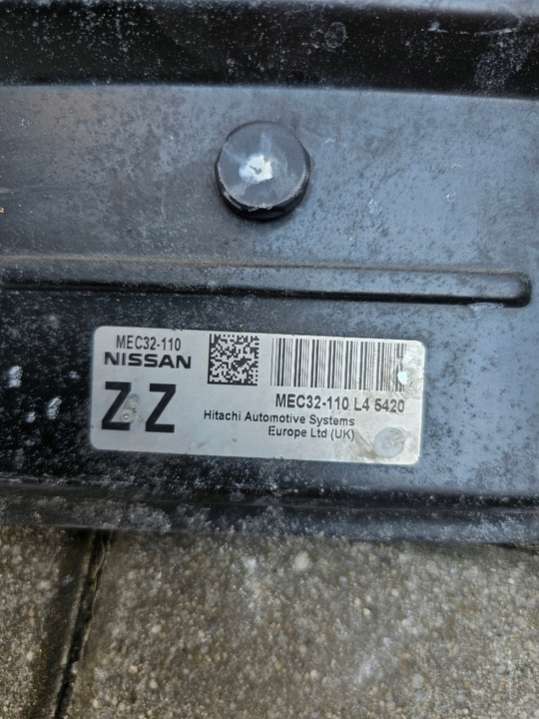 MEC32-110
NISSAN
ZZ
MEC32-110 L4 5420
Hitachi Automotive Systems
Europe Ltd (UK)